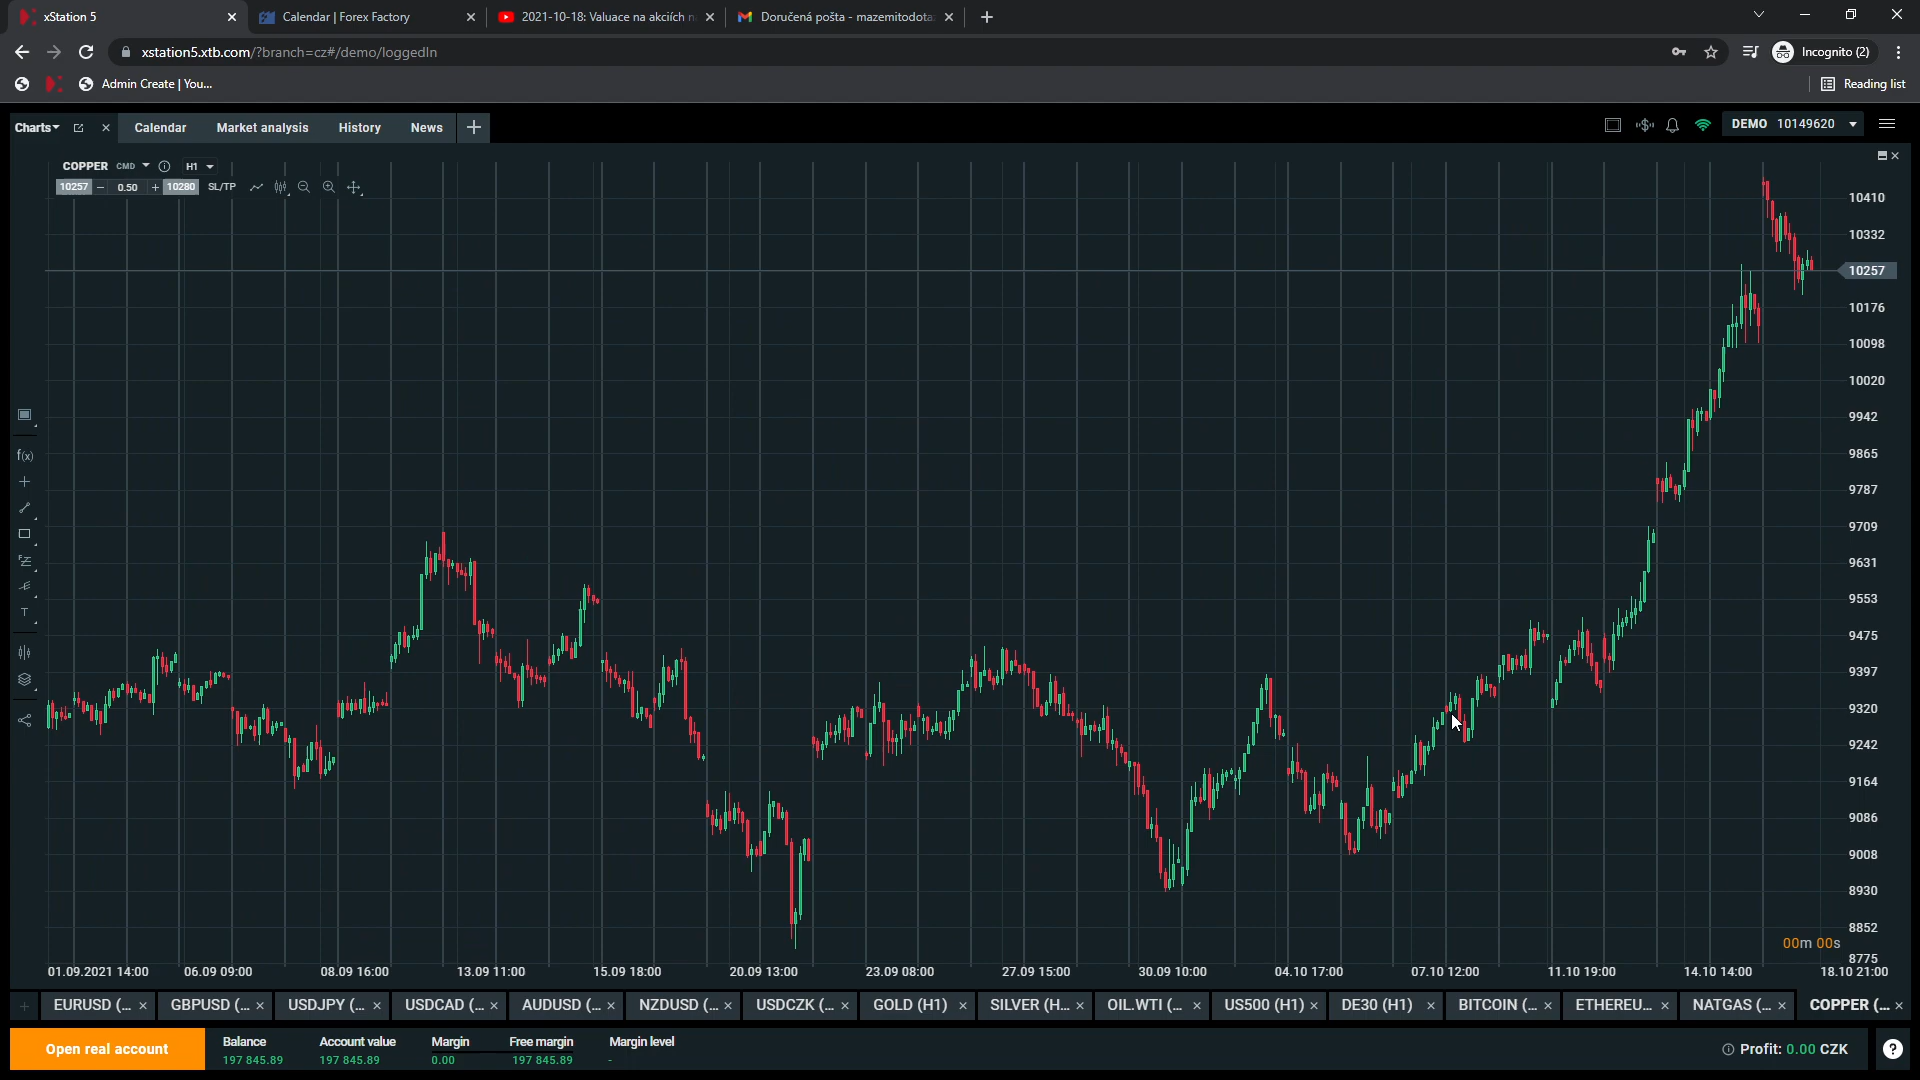 xStation 5
Calendar | Forex Factory
2021-10-18: Valuace na akciích n
Doručená pošta - mazemitodota
xstation5.xtb.com/?branch=cz#/demo/loggedIn
Incognito (2)
Admin Create | You...
Reading list
Charts
Calendar
Market analysis
History
News
DEMO 10149620
COPPER CMD
H1
10257
0.50
10280
SL/TP
10410
10332
10257
10176
10098
10020
9942
9865
9787
9709
9631
9553
9475
9397
9320
9242
9164
9086
9008
8930
8852
8775
f(x)
T
00m 00s
01.09.2021 14:00
06.09 09:00
08.09 16:00
13.09 11:00
15.09 18:00
20.09 13:00
23.09 08:00
27.09 15:00
30.09 10:00
04.10 17:00
07.10 12:00
11.10 19:00
14.10 14:00
18.10 21:00
EURUSD (...
GBPUSD (...
USDJPY (...
USDCAD (...
AUDUSD (...
NZDUSD (...
USDCZK (...
GOLD (H1)
SILVER (H...
OIL.WTI (...
US500 (H1)
DE30 (H1)
BITCOIN (...
ETHEREU...
NATGAS (...
COPPER (...
Open real account
Balance
197 845.89
Account value
197 845.89
Margin
0.00
Free margin
197 845.89
Margin level
-
Profit: 0.00 CZK
?